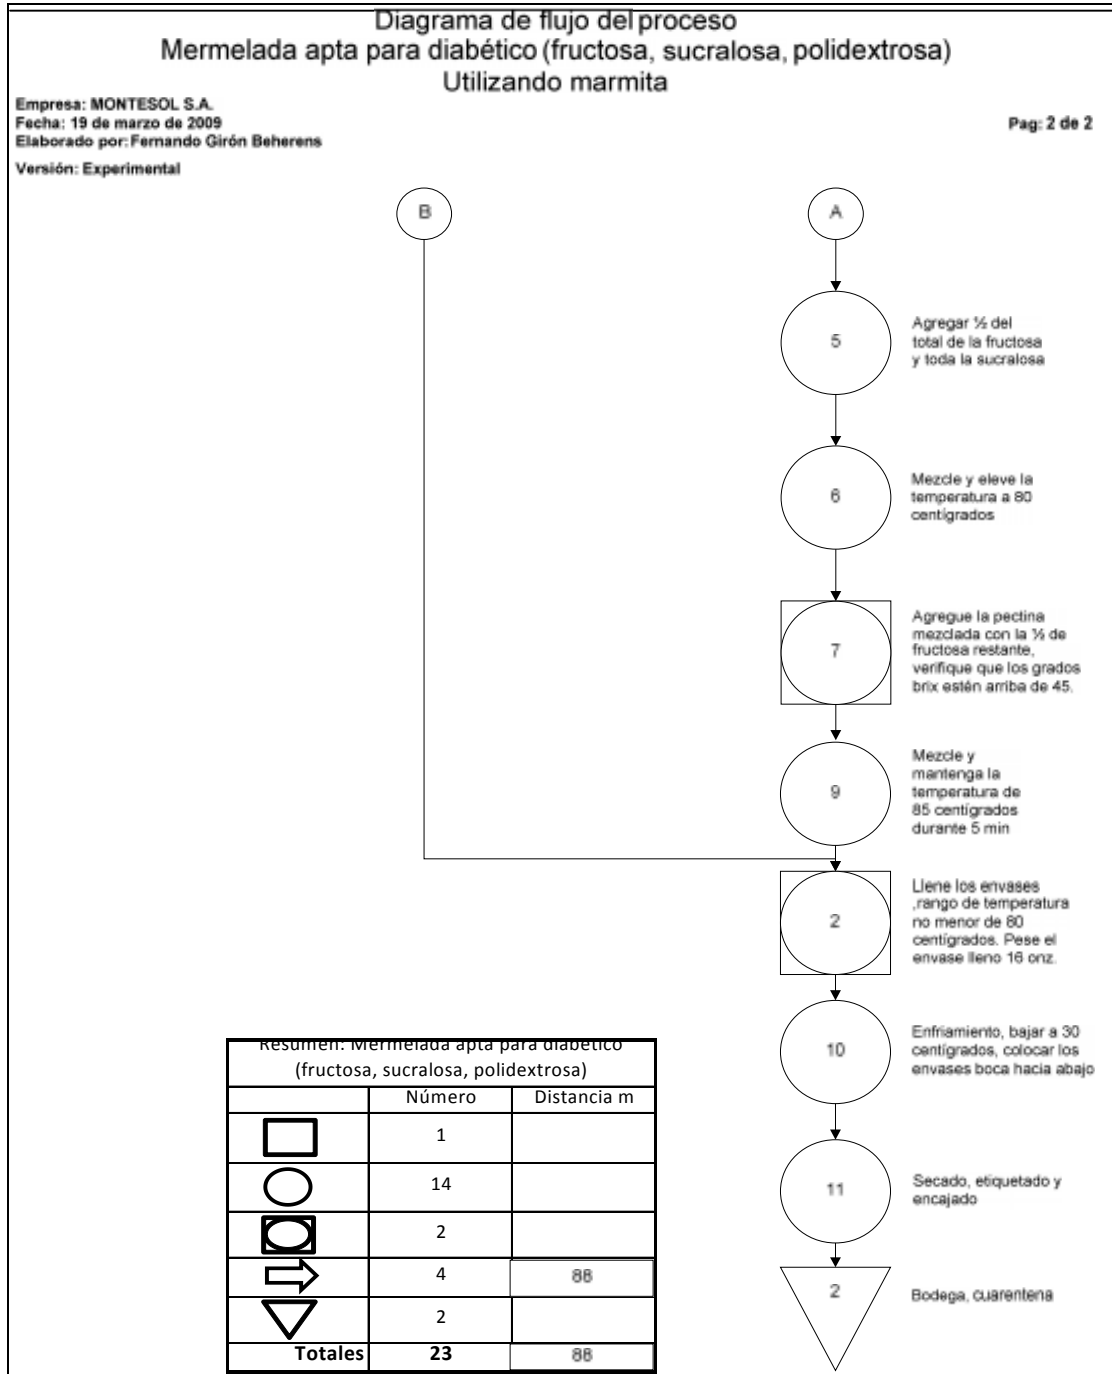 Diagrama de flujo del proceso
Mermelada apta para diabético (fructosa, sucralosa, polidextrosa)
Utilizando marmita
Empresa: MONTESOL S.A.
Fecha: 19 de marzo de 2009
Pag: 2 de 2
Elaborado por: Fernando Girón Beherens
Versión: Experimental
B
A
5
Agregar ½ del
total de la fructosa
y toda la sucralosa
6
Mezcle y eleve la
temperatura a 80
centígrados
7
Agregue la pectina
mezclada con la ½ de
fructosa restante,
verifique que los grados
brix estén arriba de 45.
9
Mezcle y
mantenga la
temperatura de
85 centígrados
durante 5 min
2
Llene los envases
,rango de temperatura
no menor de 80
centígrados. Pese el
envase lleno 16 onz.
10
Enfriamiento, bajar a 30
centígrados, colocar los
envases boca hacia abajo
11
Secado, etiquetado y
encajado
2
Bodega, cuarentena
Resumen: Mermelada apta para diabético
(fructosa, sucralosa, polidextrosa)
Número Distancia m
1
14
2
4 88
2
Totales 23 88